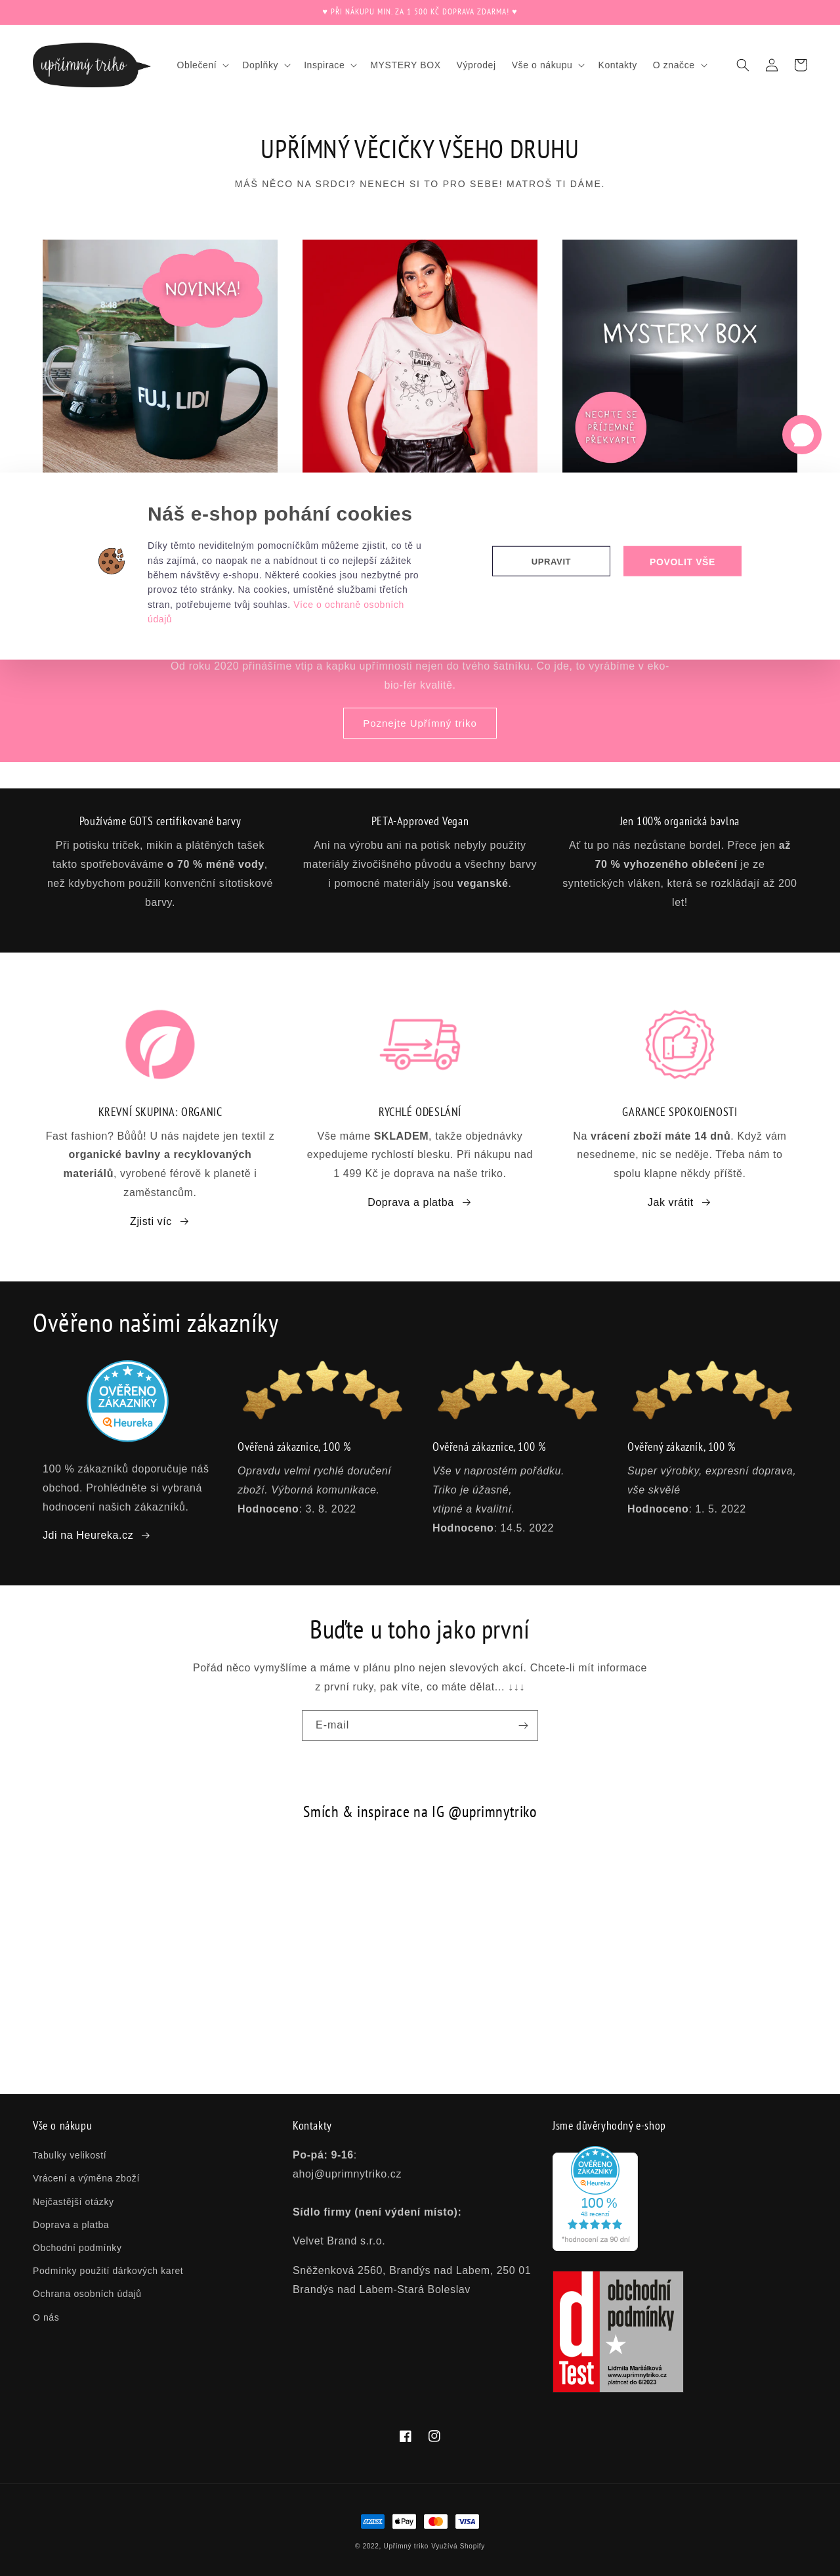 ♥ PŘI NÁKUPU MIN. ZA 1 500 KČ DOPRAVA ZDARMA! ♥
upřímný triko
Oblečení
Doplňky
Inspirace
MYSTERY BOX
Výprodej
Vše o nákupu
Kontakty
O značce
UPŘÍMNÝ VĚCIČKY VŠEHO DRUHU
MÁŠ NĚCO NA SRDCI? NENECH SI TO PRO SEBE! MATROŠ TI DÁME.
NOVINKA!
FUJ, LIDI
MYSTERY BOX
NECHTE SE
PŘÍJEMNĚ
PŘEKVAPIT
Náš e-shop pohání cookies
Díky těmto neviditelným pomocníčkům můžeme zjistit, co tě u
nás zajímá, co naopak ne a nabídnout ti co nejlepší zážitek
během návštěvy e-shopu. Některé cookies jsou nezbytné pro
provoz této stránky. Na cookies, umístěné službami třetích
stran, potřebujeme tvůj souhlas. Více o ochraně osobních
údajů
UPRAVIT
POVOLIT VŠE
Od roku 2020 přinášíme vtip a kapku upřímnosti nejen do tvého šatníku. Co jde, to vyrábíme v eko-
bio-fér kvalitě.
Poznejte Upřímný triko
Používáme GOTS certifikované barvy
Při potisku triček, mikin a plátěných tašek
takto spotřebováváme o 70 % méně vody,
než kdybychom použili konvenční sítotiskové
barvy.
PETA-Approved Vegan
Ani na výrobu ani na potisk nebyly použity
materiály živočišného původu a všechny barvy
i pomocné materiály jsou veganské.
Jen 100% organická bavlna
Ať tu po nás nezůstane bordel. Přece jen až
70 % vyhozeného oblečení je ze
syntetických vláken, která se rozkládají až 200
let!
KREVNÍ SKUPINA: ORGANIC
Fast fashion? Bůůů! U nás najdete jen textil z
organické bavlny a recyklovaných
materiálů, vyrobené férově k planetě i
zaměstancům.
Zjisti víc →
RYCHLÉ ODESLÁNÍ
Vše máme SKLADEM, takže objednávky
expedujeme rychlostí blesku. Při nákupu nad
1 499 Kč je doprava na naše triko.
Doprava a platba →
GARANCE SPOKOJENOSTI
Na vrácení zboží máte 14 dnů. Když vám
nesedneme, nic se neděje. Třeba nám to
spolu klapne někdy příště.
Jak vrátit →
Ověřeno našimi zákazníky
OVĚŘENO
ZÁKAZNÍKY
Heureka
100 % zákazníků doporučuje náš
obchod. Prohlédněte si vybraná
hodnocení našich zákazníků.
Jdi na Heureka.cz →
Ověřená zákaznice, 100 %
Opravdu velmi rychlé doručení
zboží. Výborná komunikace.
Hodnoceno: 3. 8. 2022
Ověřená zákaznice, 100 %
Vše v naprostém pořádku.
Triko je úžasné,
vtipné a kvalitní.
Hodnoceno: 14.5. 2022
Ověřený zákazník, 100 %
Super výrobky, expresní doprava,
vše skvělé
Hodnoceno: 1. 5. 2022
Buďte u toho jako první
Pořád něco vymyšlíme a máme v plánu plno nejen slevových akcí. Chcete-li mít informace
z první ruky, pak víte, co máte dělat... ↓↓↓
E-mail
Smích & inspirace na IG @uprimnytriko
Vše o nákupu
Tabulky velikostí
Vrácení a výměna zboží
Nejčastější otázky
Doprava a platba
Obchodní podmínky
Podmínky použití dárkových karet
Ochrana osobních údajů
O nás
Kontakty
Po-pá: 9-16:
ahoj@uprimnytriko.cz
Sídlo firmy (není výdení místo):
Velvet Brand s.r.o.
Sněženková 2560, Brandýs nad Labem, 250 01
Brandýs nad Labem-Stará Boleslav
Jsme důvěryhodný e-shop
OVĚŘENO
ZÁKAZNÍKY
Heureka
100 %
48 recenzí
*hodnocení za 90 dní
dTest
obchodní
podmínky
Lidmila Maršálková
www.uprimnytriko.cz
platnost do 6/2023
AMEX
Pay
VISA
© 2022, Upřímný triko Využívá Shopify